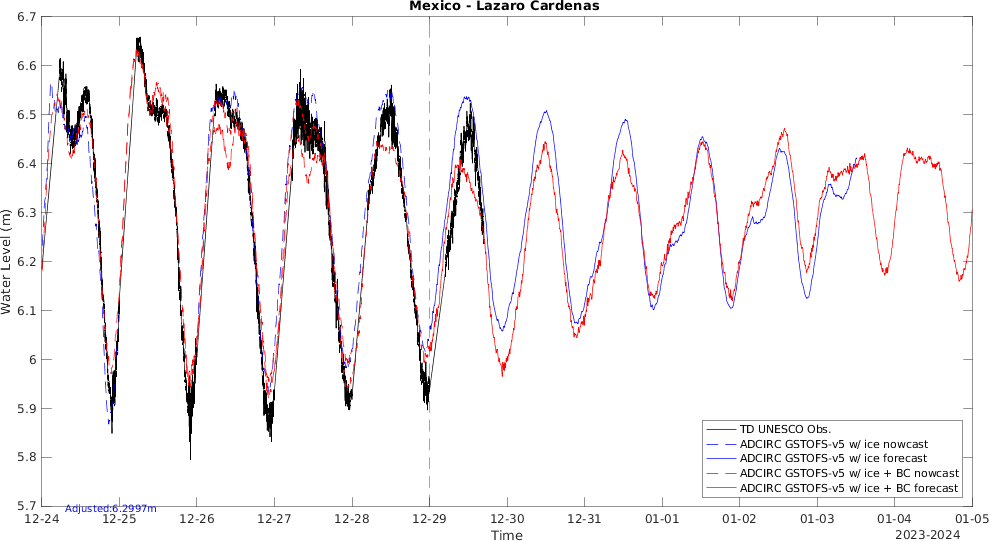 Mexico - Lazaro Cardenas
6.7
6.6
6.5
6.4
6.3
6.2
6.1
6
5.9
5.8
5.7
Water Level (m)
TD UNESCO Obs.
ADCIRC GSTOFS-v5 w/ ice nowcast
ADCIRC GSTOFS-v5 w/ ice forecast
ADCIRC GSTOFS-v5 w/ ice + BC nowcast
ADCIRC GSTOFS-v5 w/ ice + BC forecast
Adjusted:6.2997m
12-24 12-25 12-26 12-27 12-28 12-29 12-30 12-31 01-01 01-02 01-03 01-04 01-05
Time
2023-2024